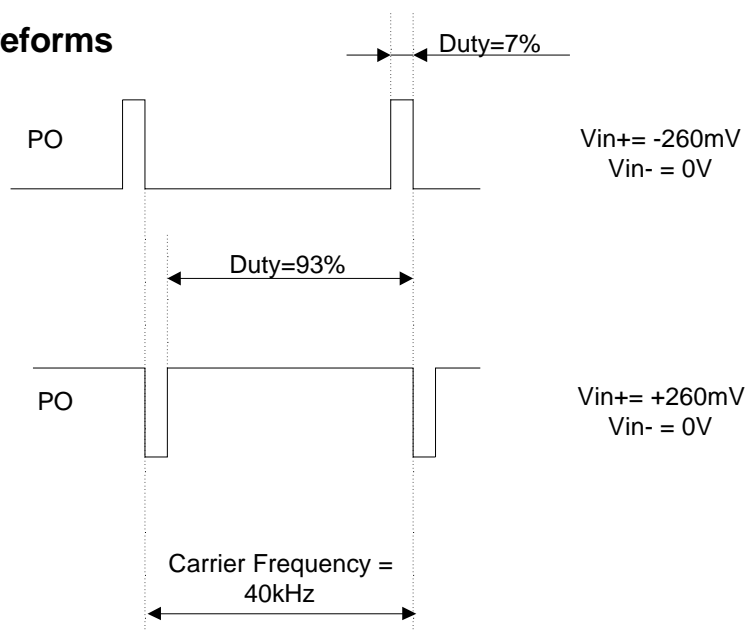 eforms
Duty=7%
PO
Vin+= -260mV
Vin- = 0V
Duty=93%
PO
Vin+= +260mV
Vin- = 0V
Carrier Frequency =
40kHz